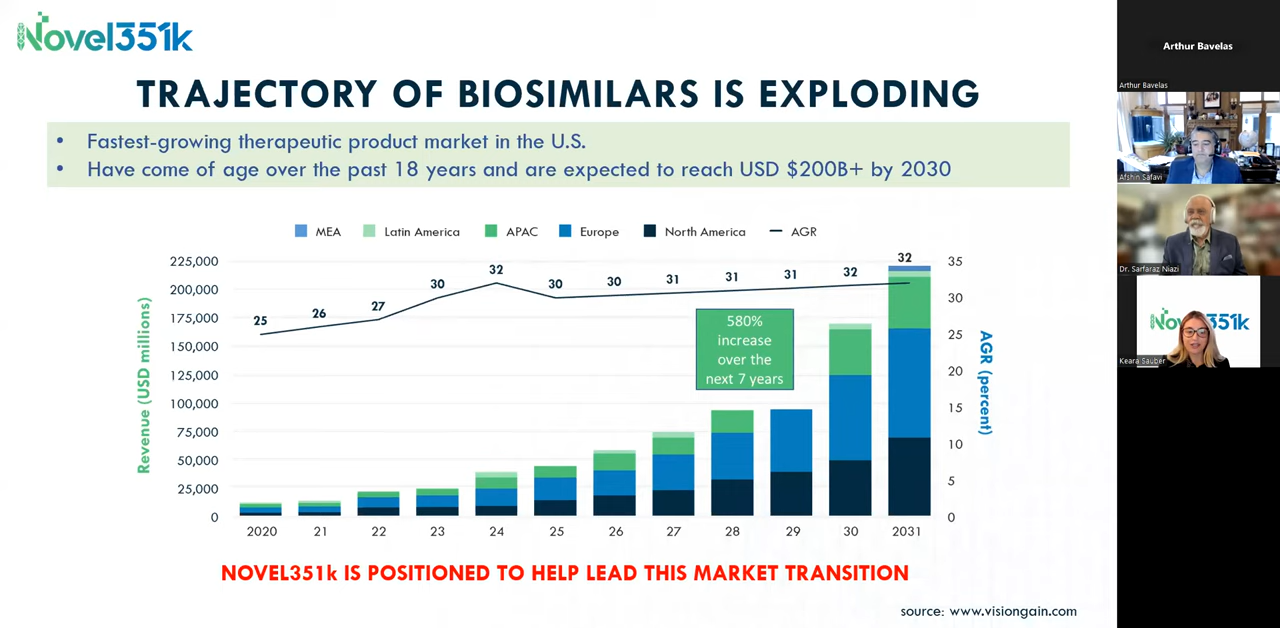 Novel351k
TRAJECTORY OF BIOSIMILARS IS EXPLODING
• Fastest-growing therapeutic product market in the U.S.
• Have come of age over the past 18 years and are expected to reach USD $200B+ by 2030
MEA Latin America APAC Europe North America AGR
Revenue (USD millions)
225,000
200,000
175,000
150,000
125,000
100,000
75,000
50,000
25,000
0
25 26 27 30 32 30 30 31 31 31 32 32
580%
increase
over the
next 7 years
35
30
25
20
15
10
5
0
AGR (percent)
2020 21 22 23 24 25 26 27 28 29 30 2031
NOVEL351k IS POSITIONED TO HELP LEAD THIS MARKET TRANSITION
source: www.visiongain.com
Arthur Bavelas
Arthur Bavelas
Afshin Safavi
Dr. Sarfaraz Niazi
Novel351k
Keara Sauber